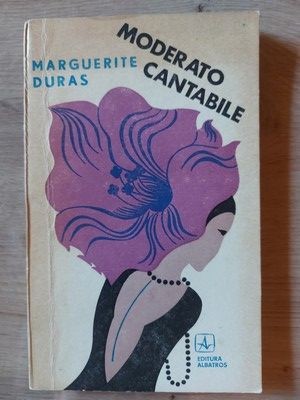 MARGUERITE
DURAS
MODERATO
CANTABILE
EDITURA
ALBATROS